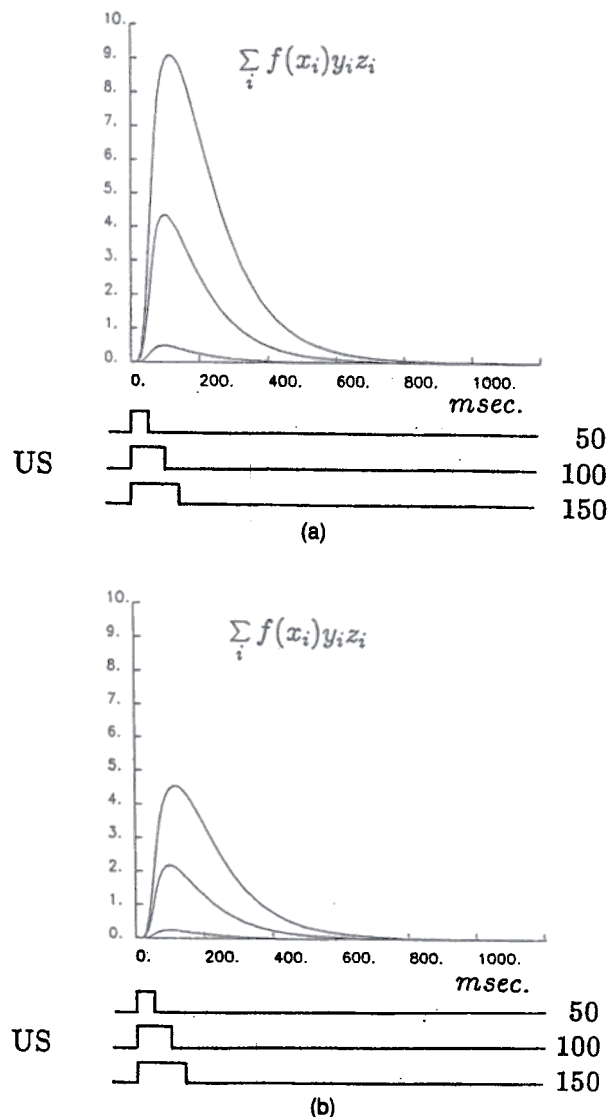 10.
9.
∑ᵢ f(xᵢ)yᵢzᵢ
8.
7.
6.
5.
4.
3.
2.
1.
0.
0. 200. 400. 600. 800. 1000.
msec.
50
US 100
150
(a)
10.
9.
∑ᵢ f(xᵢ)yᵢzᵢ
8.
7.
6.
5.
4.
3.
2.
1.
0.
0. 200. 400. 600. 800. 1000.
msec.
50
US 100
150
(b)